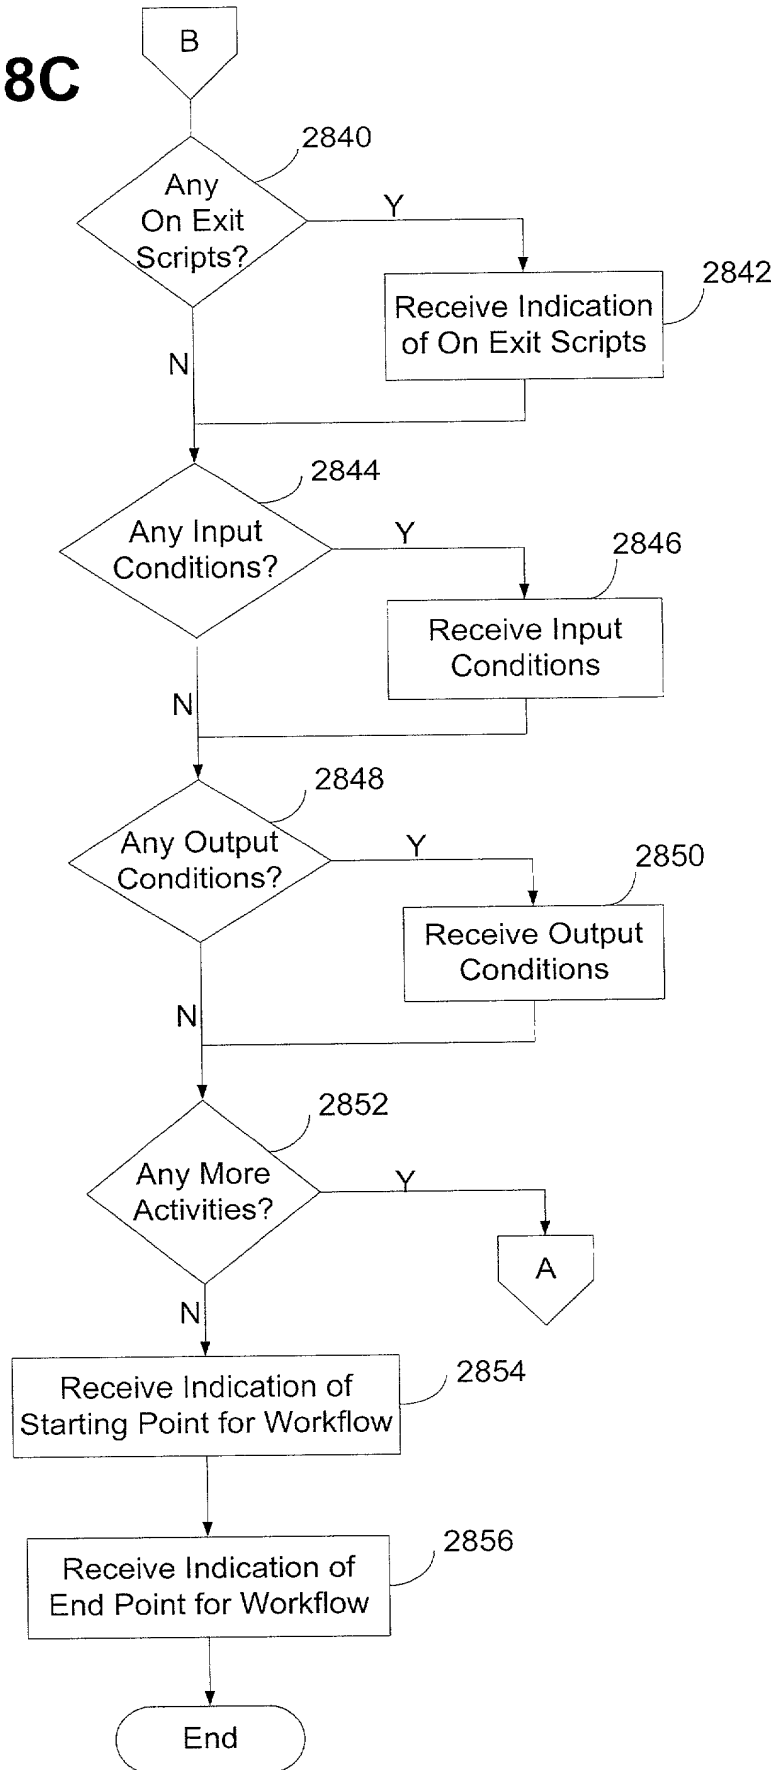 B
8C
2840
Any
On Exit
Scripts?
Y
2842
Receive Indication
of On Exit Scripts
N
2844
Any Input
Conditions?
Y
2846
Receive Input
Conditions
N
2848
Any Output
Conditions?
Y
2850
Receive Output
Conditions
N
2852
Any More
Activities?
Y
A
N
2854
Receive Indication of
Starting Point for Workflow
2856
Receive Indication of
End Point for Workflow
End